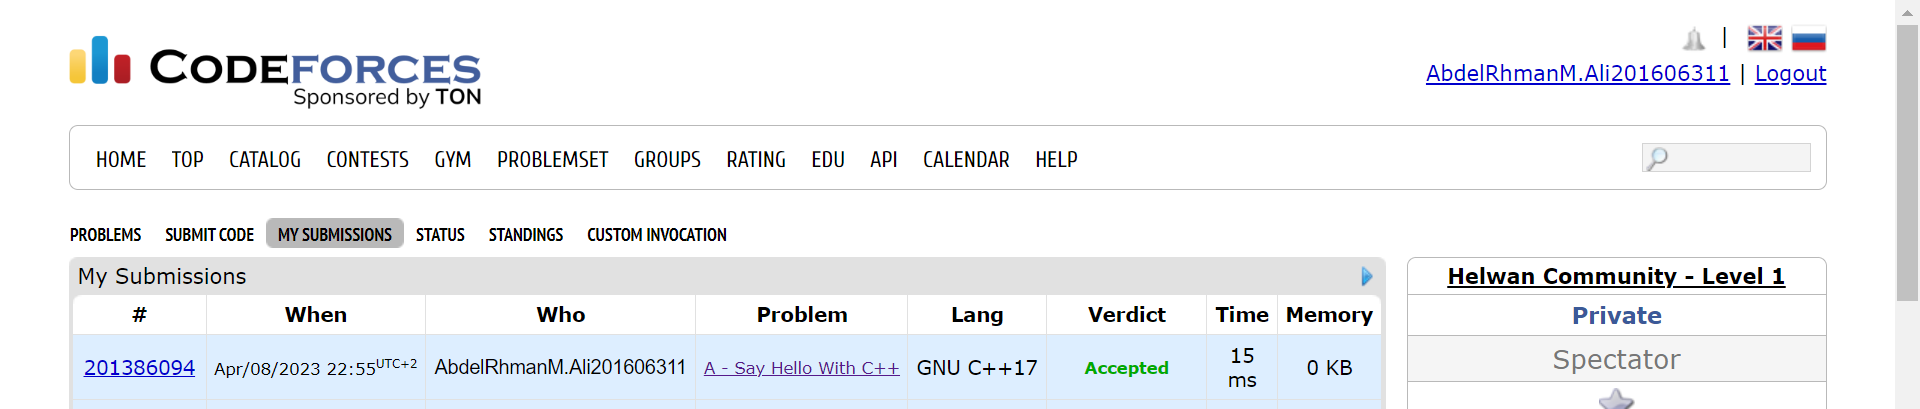 CODEFORCES
Sponsored by TON
|
AbdelRhmanM.Ali201606311 | Logout
HOME TOP CATALOG CONTESTS GYM PROBLEMSET GROUPS RATING EDU API CALENDAR HELP
PROBLEMS SUBMIT CODE MY SUBMISSIONS STATUS STANDINGS CUSTOM INVOCATION
My Submissions
# When Who Problem Lang Verdict Time Memory
201386094 Apr/08/2023 22:55UTC+2 AbdelRhmanM.Ali201606311 A - Say Hello With C++ GNU C++17 Accepted 15 ms 0 KB
Helwan Community - Level 1
Private
Spectator